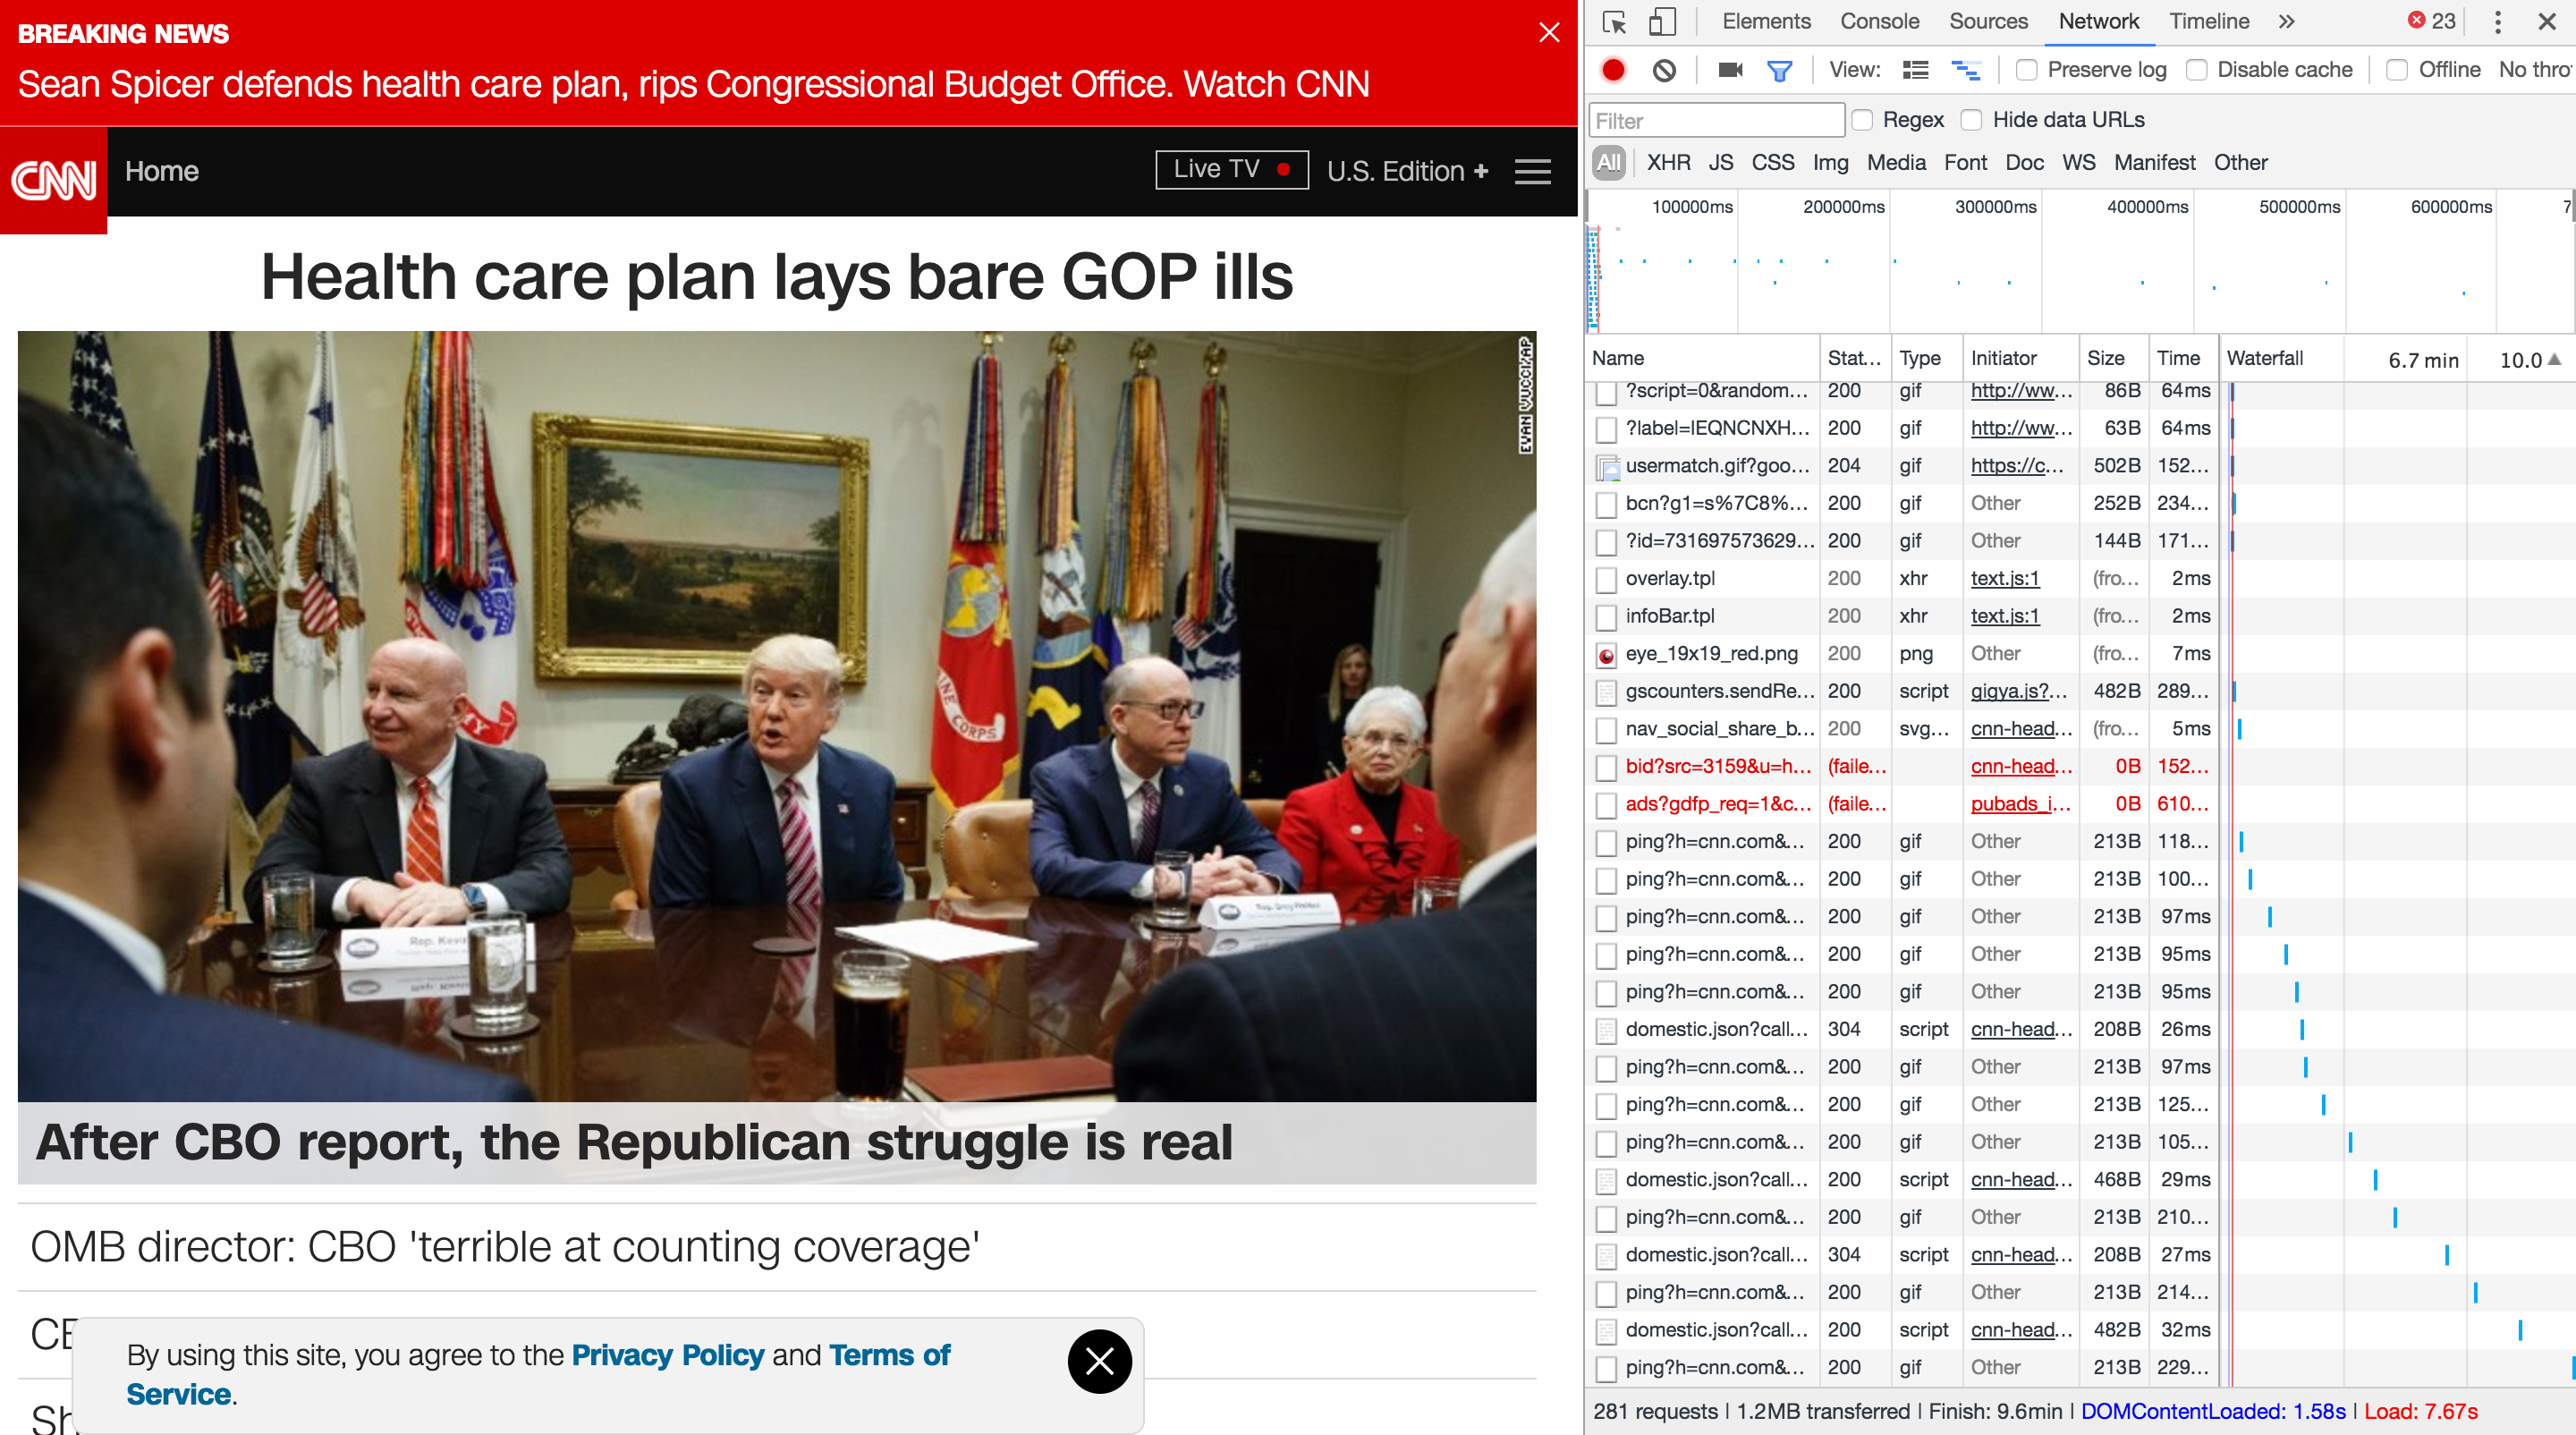 BREAKING NEWS
Sean Spicer defends health care plan, rips Congressional Budget Office. Watch CNN
CNN
Home
Live TV
U.S. Edition +
Health care plan lays bare GOP ills
EVAN VUCCI/AP
After CBO report, the Republican struggle is real
OMB director: CBO 'terrible at counting coverage'
By using this site, you agree to the Privacy Policy and Terms of
Service.
Elements Console Sources Network Timeline » 23
View: Preserve log Disable cache Offline No thro
Filter Regex Hide data URLs
All XHR JS CSS Img Media Font Doc WS Manifest Other
100000ms 200000ms 300000ms 400000ms 500000ms 600000ms 7
Name Stat... Type Initiator Size Time Waterfall 6.7 min 10.0
?script=0&random... 200 gif http://ww... 86B 64ms
?label=IEQNCNXH... 200 gif http://ww... 63B 64ms
usermatch.gif?goo... 204 gif https://c... 502B 152...
bcn?g1=s%7C8%... 200 gif Other 252B 234...
?id=731697573629... 200 gif Other 144B 171...
overlay.tpl 200 xhr text.js:1 (fro... 2ms
infoBar.tpl 200 xhr text.js:1 (fro... 2ms
eye_19x19_red.png 200 png Other (fro... 7ms
gscounters.sendRe... 200 script gigya.js?... 482B 289...
nav_social_share_b... 200 svg... cnn-head... (fro... 5ms
bid?src=3159&u=h... (faile... cnn-head... 0B 152...
ads?gdfp_req=1&c... (faile... pubads_i... 0B 610...
ping?h=cnn.com&... 200 gif Other 213B 118...
ping?h=cnn.com&... 200 gif Other 213B 100...
ping?h=cnn.com&... 200 gif Other 213B 97ms
ping?h=cnn.com&... 200 gif Other 213B 95ms
ping?h=cnn.com&... 200 gif Other 213B 95ms
domestic.json?call... 304 script cnn-head... 208B 26ms
ping?h=cnn.com&... 200 gif Other 213B 97ms
ping?h=cnn.com&... 200 gif Other 213B 125...
ping?h=cnn.com&... 200 gif Other 213B 105...
domestic.json?call... 200 script cnn-head... 468B 29ms
ping?h=cnn.com&... 200 gif Other 213B 210...
domestic.json?call... 304 script cnn-head... 208B 27ms
ping?h=cnn.com&... 200 gif Other 213B 214...
domestic.json?call... 200 script cnn-head... 482B 32ms
ping?h=cnn.com&... 200 gif Other 213B 229...
281 requests | 1.2MB transferred | Finish: 9.6min | DOMContentLoaded: 1.58s | Load: 7.67s